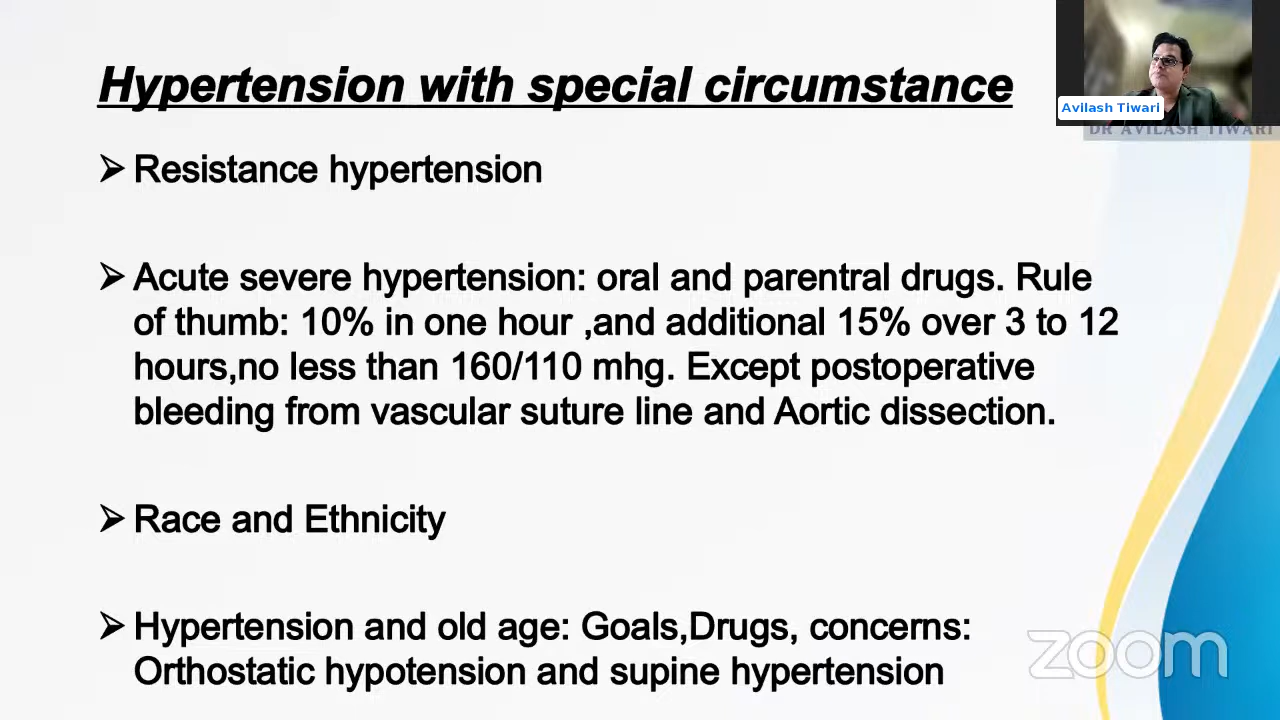 Hypertension with special circumstance
Avilash Tiwari
DR AVILASH TIWARI
➢ Resistance hypertension
➢ Acute severe hypertension: oral and parentral drugs. Rule
of thumb: 10% in one hour ,and additional 15% over 3 to 12
hours,no less than 160/110 mhg. Except postoperative
bleeding from vascular suture line and Aortic dissection.
➢ Race and Ethnicity
➢ Hypertension and old age: Goals,Drugs, concerns:
Orthostatic hypotension and supine hypertension
zoom